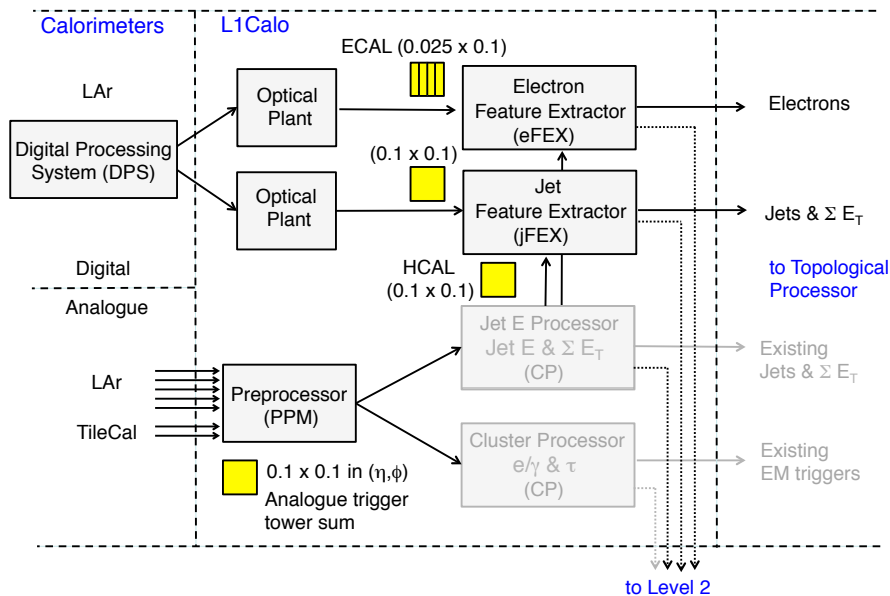 Calorimeters
L1Calo
ECAL (0.025 x 0.1)
LAr
Optical
Plant
Electron
Feature Extractor
(eFEX)
Electrons
Digital Processing
System (DPS)
(0.1 x 0.1)
Optical
Plant
Jet
Feature Extractor
(jFEX)
Jets & Σ E_T
Digital
HCAL
(0.1 x 0.1)
to Topological
Processor
Analogue
Jet E Processor
Jet E & Σ E_T
(CP)
Existing
Jets & Σ E_T
LAr
Preprocessor
(PPM)
TileCal
Cluster Processor
e/γ & τ
(CP)
Existing
EM triggers
0.1 x 0.1 in (η,ϕ)
Analogue trigger
tower sum
to Level 2